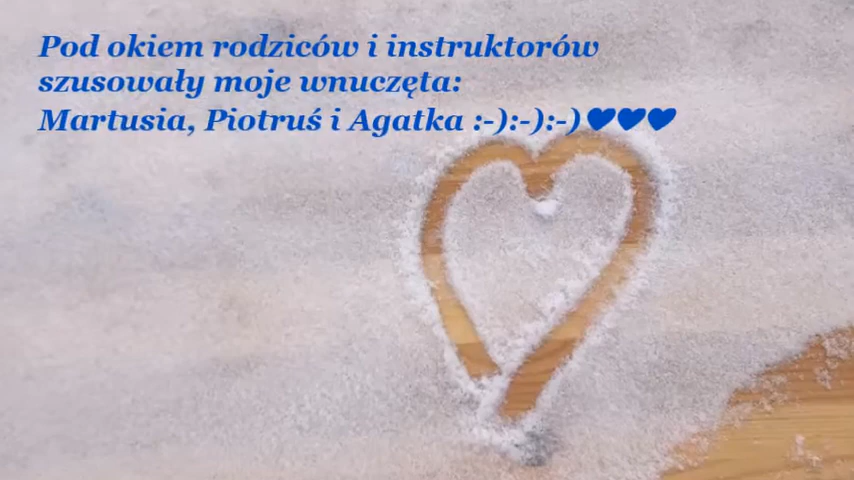 Pod okiem rodziców i instruktorów
szusowały moje wnuczęta:
Martusia, Piotruś i Agatka :-):-):-)♥♥♥